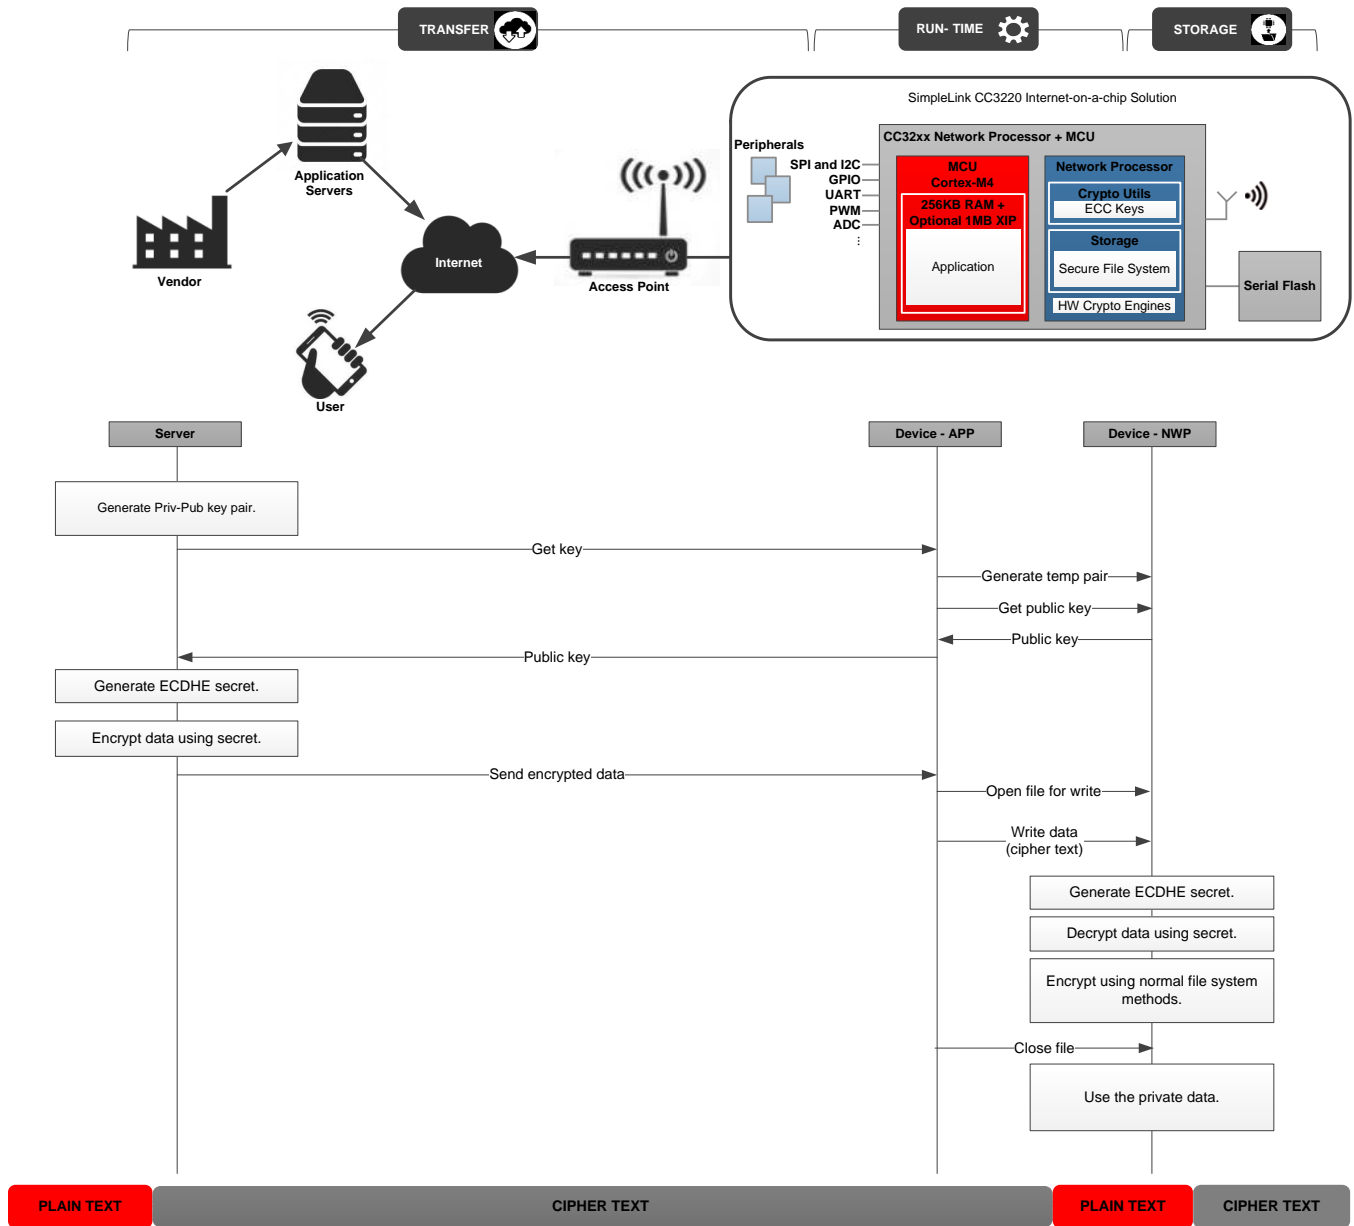 TRANSFER
RUN- TIME
STORAGE
SimpleLink CC3220 Internet-on-a-chip Solution
CC32xx Network Processor + MCU
Peripherals
SPI and I2C
GPIO
UART
PWM
ADC
...
MCU
Cortex-M4
256KB RAM +
Optional 1MB XIP
Application
Network Processor
Crypto Utils
ECC Keys
Storage
Secure File System
HW Crypto Engines
Serial Flash
Application
Servers
Vendor
Internet
Access Point
User
Server
Device - APP
Device - NWP
Generate Priv-Pub key pair.
Get key
Generate temp pair
Get public key
Public key
Public key
Generate ECDHE secret.
Encrypt data using secret.
Send encrypted data
Open file for write
Write data
(cipher text)
Generate ECDHE secret.
Decrypt data using secret.
Encrypt using normal file system
methods.
Close file
Use the private data.
PLAIN TEXT
CIPHER TEXT
PLAIN TEXT
CIPHER TEXT